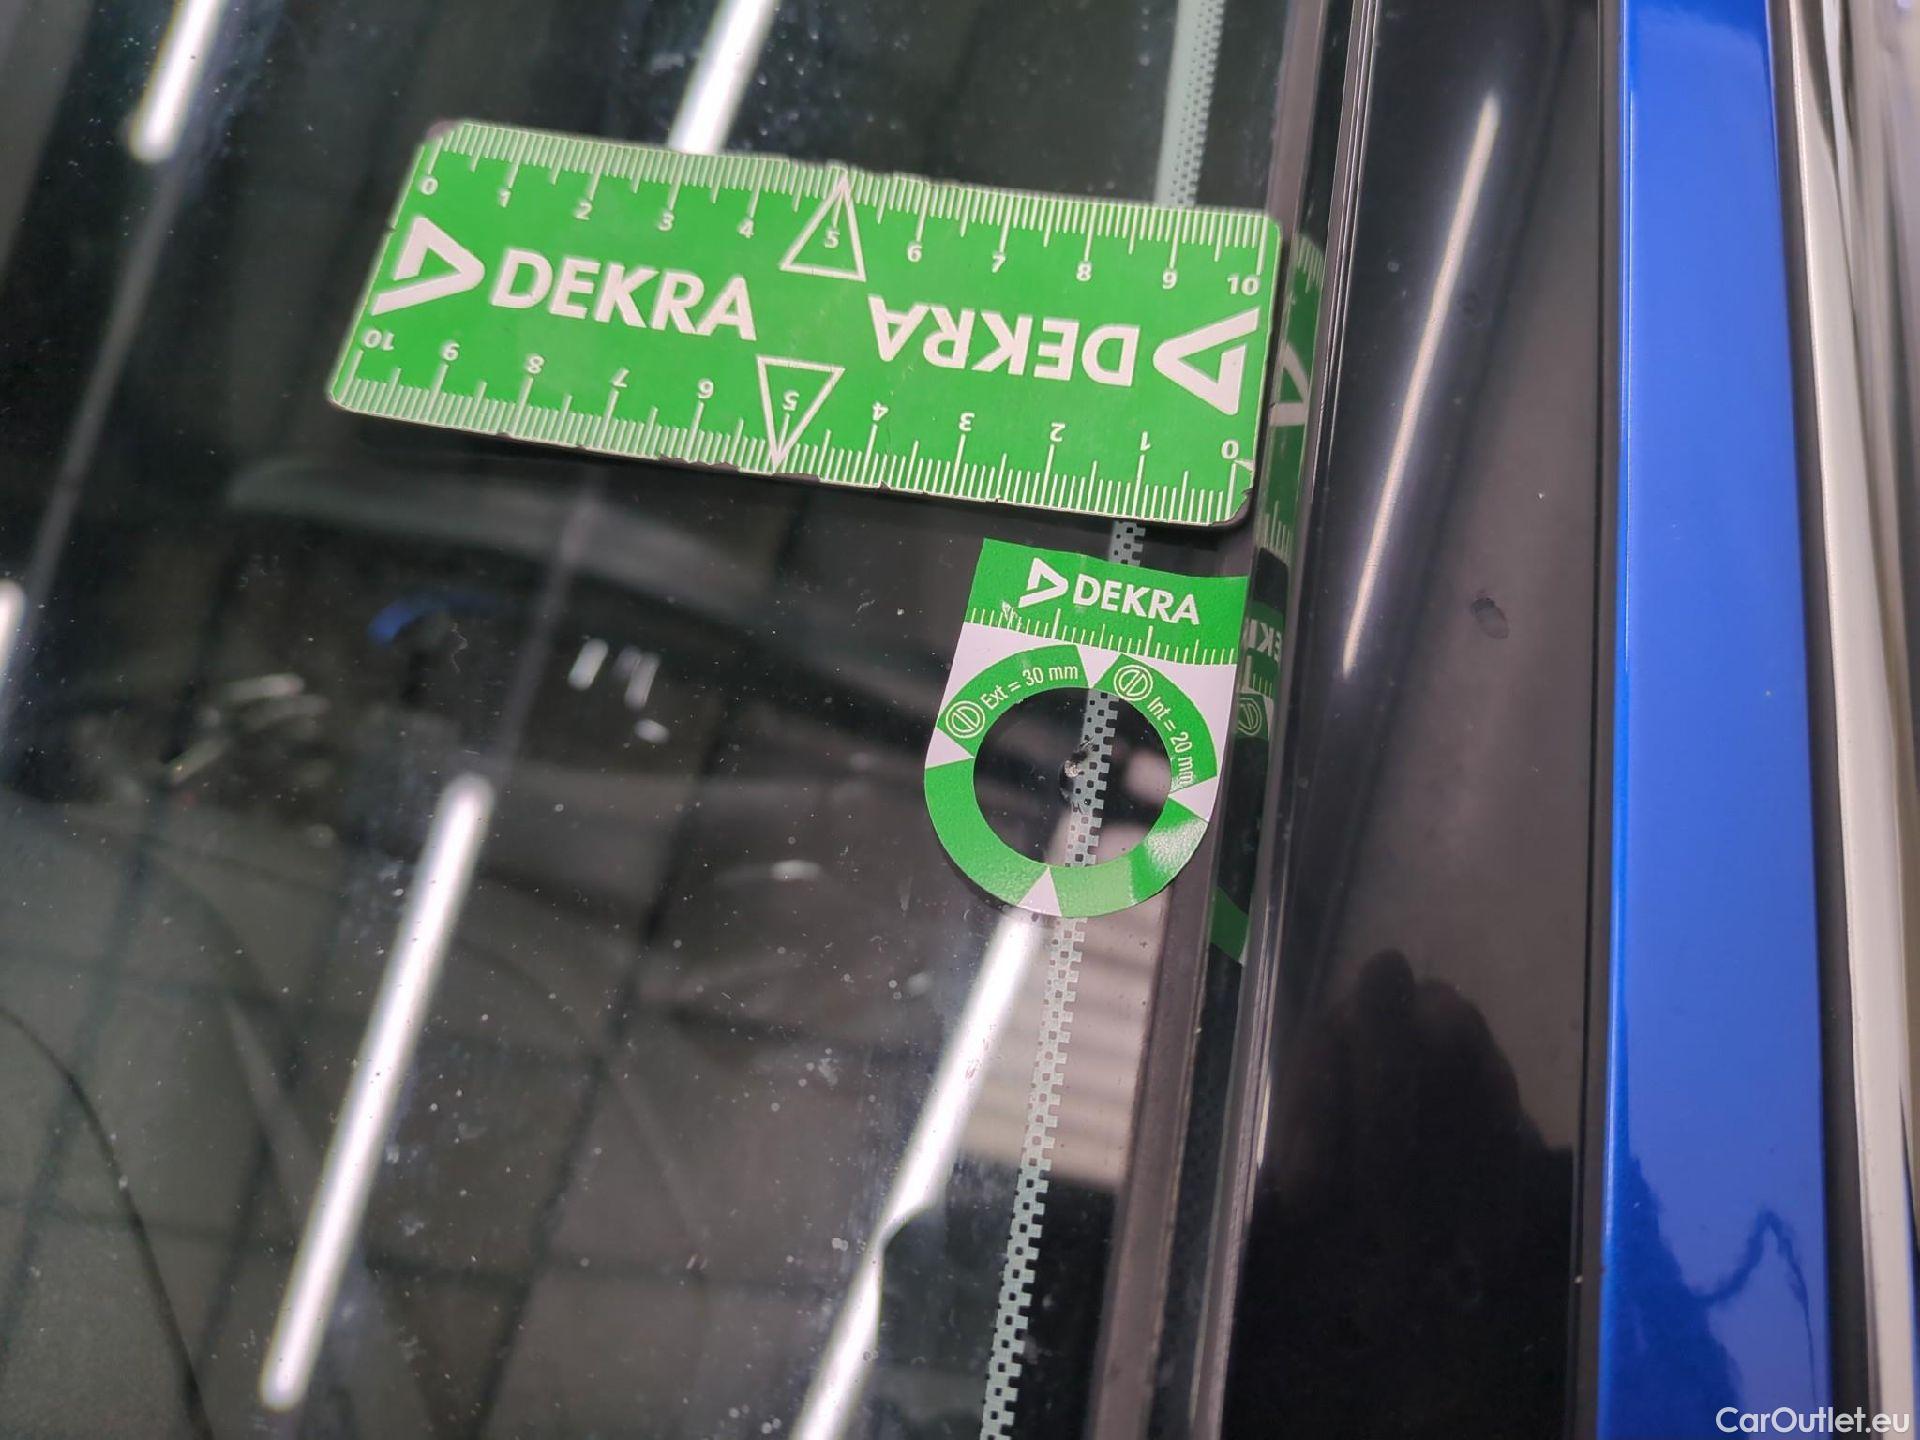 0 1 2 3 4 5 6 7 8 9 10
DEKRA
DEKRA
10 9 8 7 6 5 4 3 2 1 0
DEKRA
Ext = 30 mm
Int = 20 mm
CarOutlet.eu